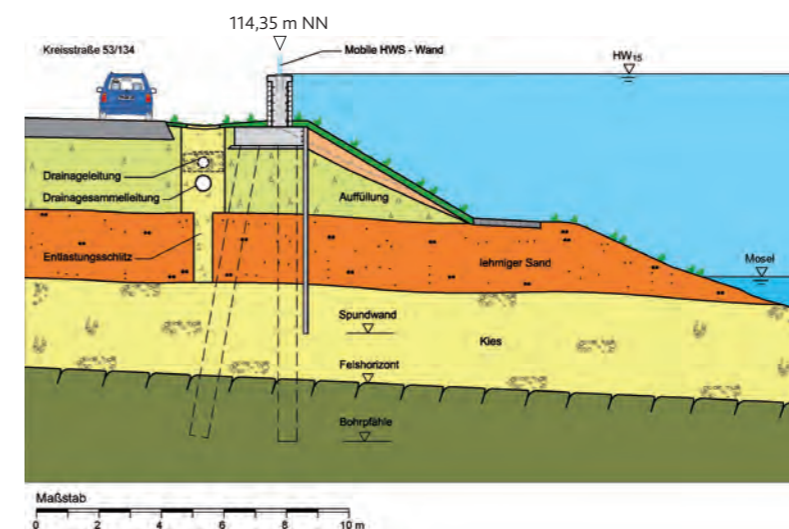 114,35 m NN
Kreisstraße 53/134
Mobile HWS - Wand
HW15
Drainageleitung
Drainagesammelleitung
Auffüllung
Entlastungsschlitz
lehmiger Sand
Mosel
Spundwand
Kies
Felshorizont
Bohrpfähle
Maßstab
0 2 4 6 8 10 m